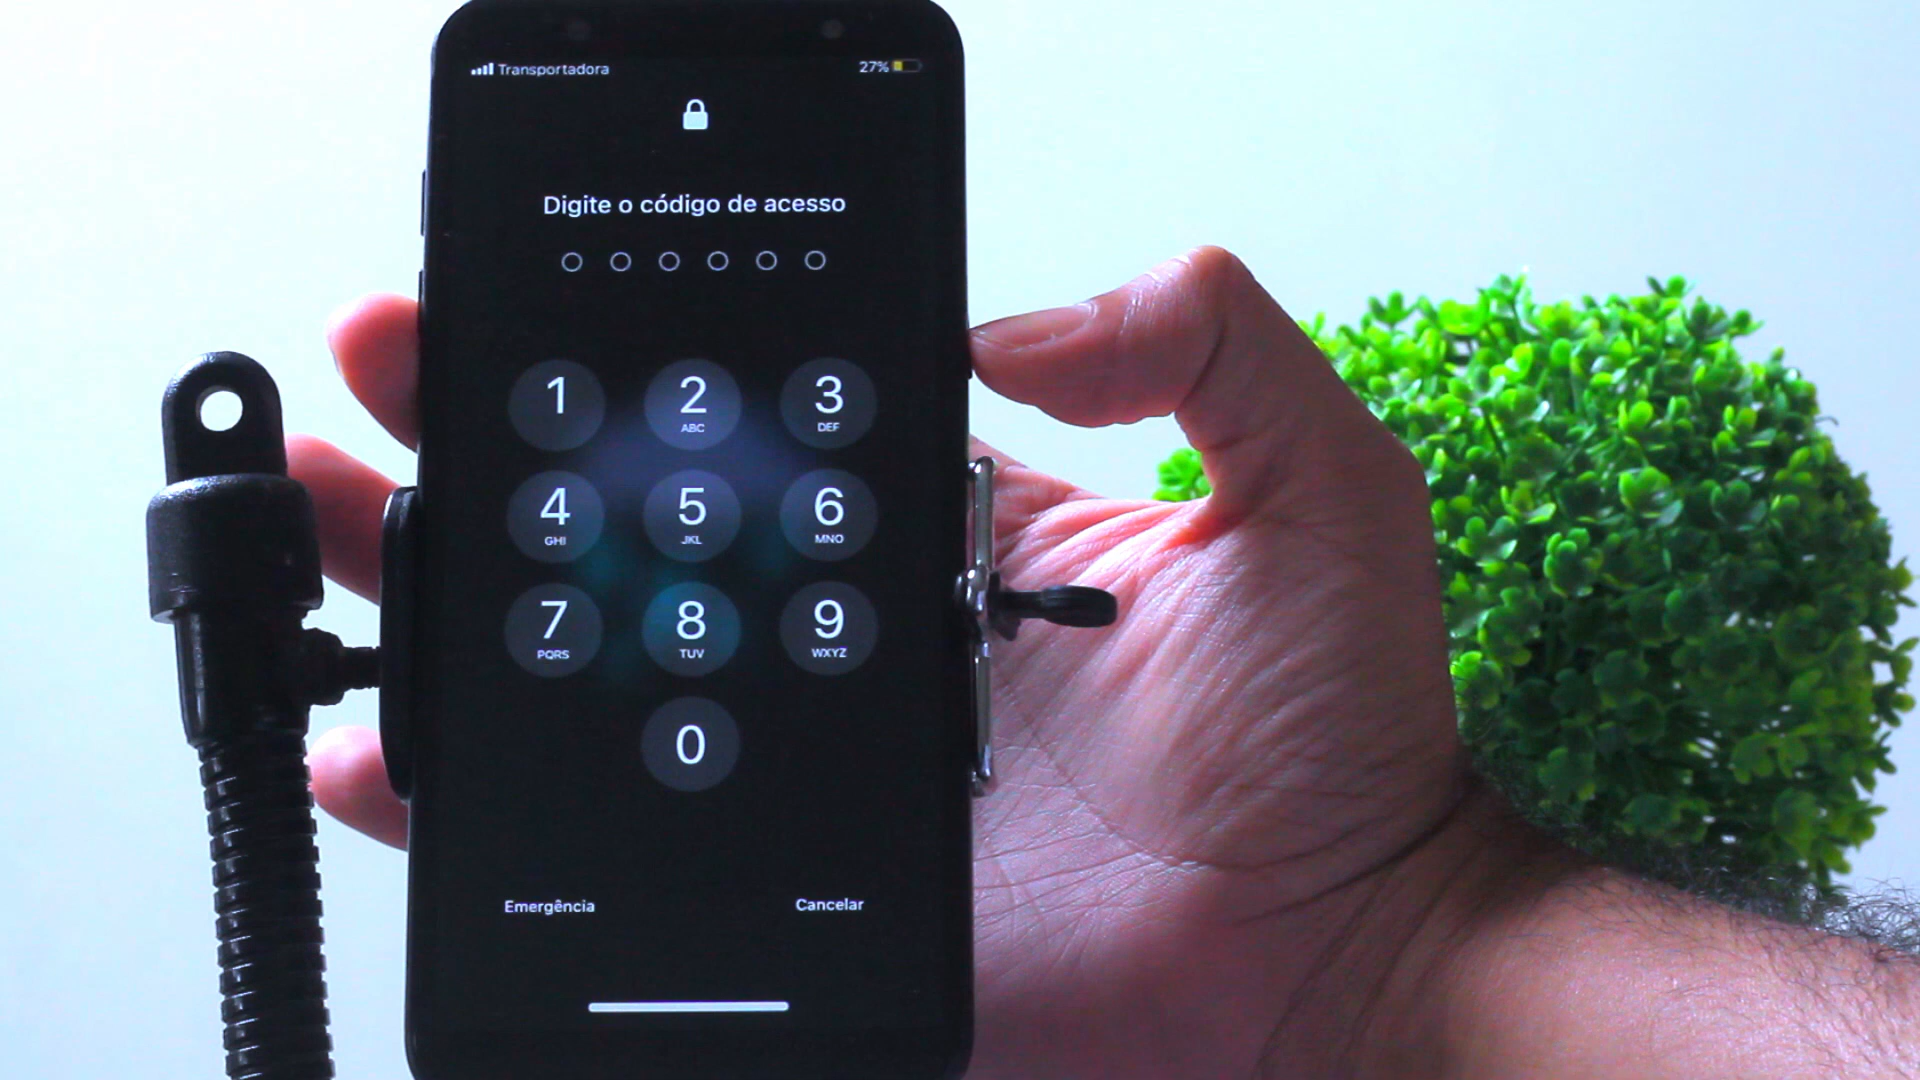 Transportadora 27%
Digite o código de acesso
1 2 3
ABC DEF
4 5 6
GHI JKL MNO
7 8 9
PQRS TUV WXYZ
0
Emergência Cancelar